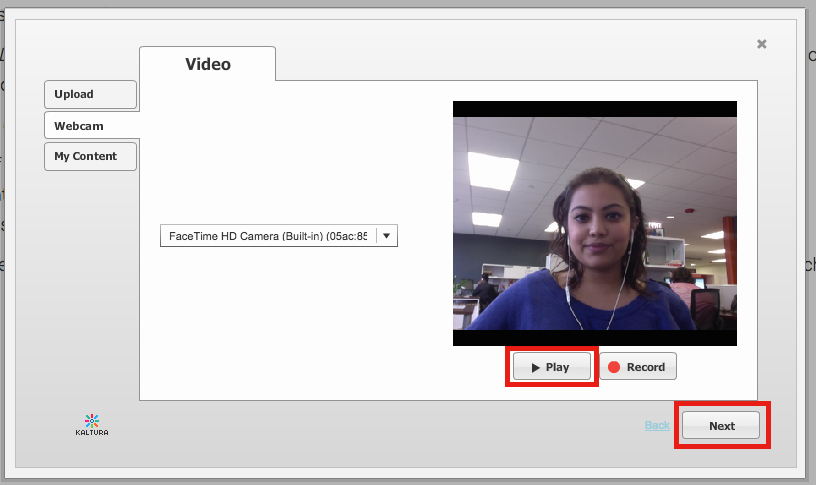 Video
Upload
Webcam
My Content
FaceTime HD Camera (Built-in) (05ac:85
Play
Record
KALTURA
Back
Next